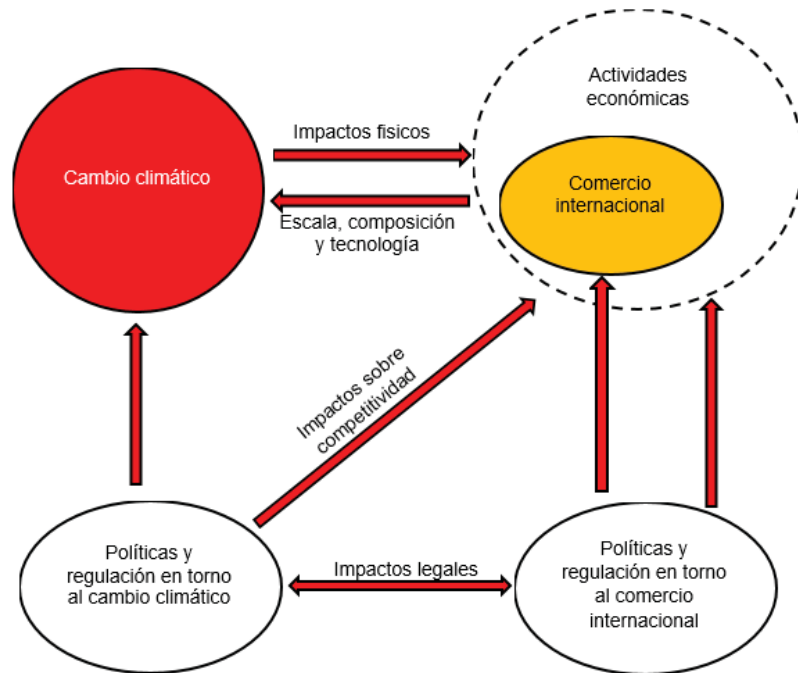 Actividades
económicas
Impactos fisicos
Cambio climático
Comercio
internacional
Escala, composición
y tecnología
Impactos sobre
competitividad
Políticas y
regulación en torno
al cambio climático
Impactos legales
Políticas y
regulación en torno
al comercio
internacional